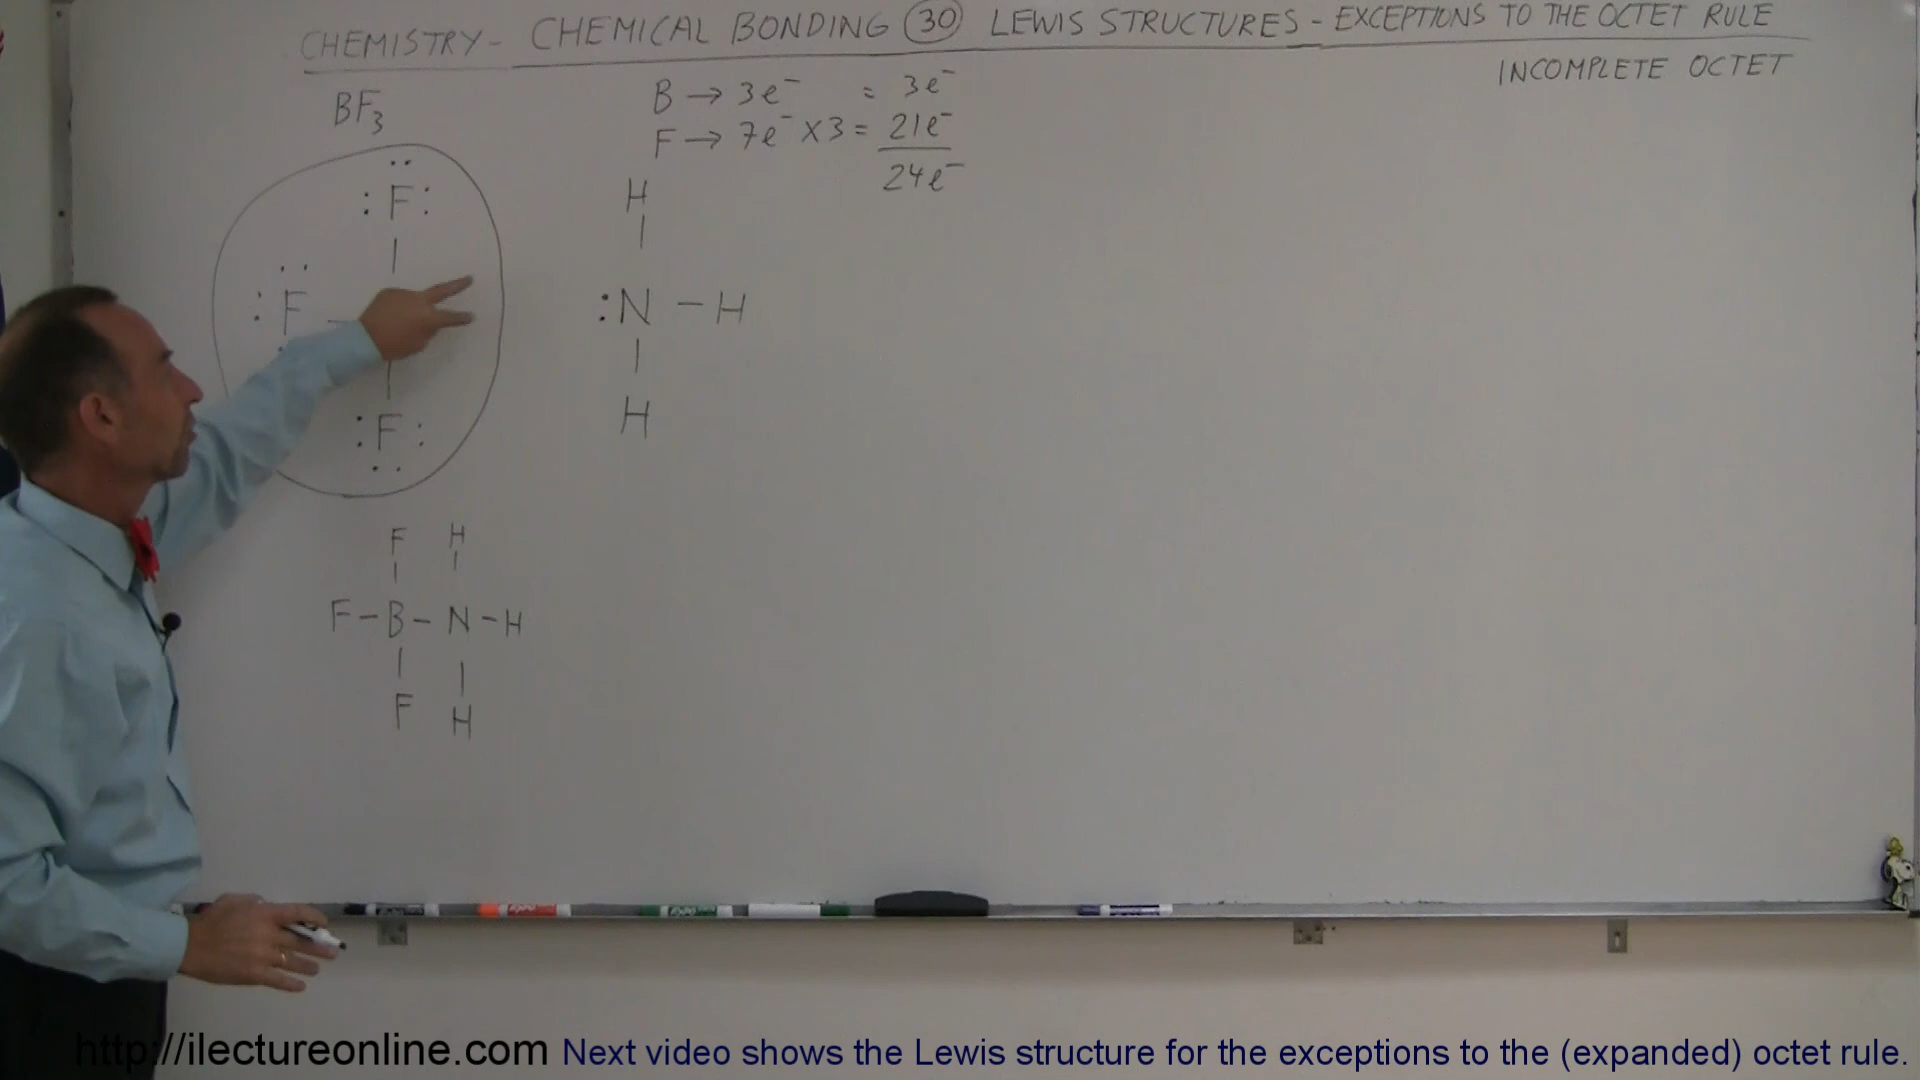 CHEMISTRY - CHEMICAL BONDING 30 LEWIS STRUCTURES - EXCEPTIONS TO THE OCTET RULE
INCOMPLETE OCTET
BF3
B → 3e⁻ = 3e⁻
F → 7e⁻ x3 = 21e⁻
24e⁻
F
F
F
H
:N - H
H
F H
F - B - N - H
F H
http://ilectureonline.com Next video shows the Lewis structure for the exceptions to the (expanded) octet rule.